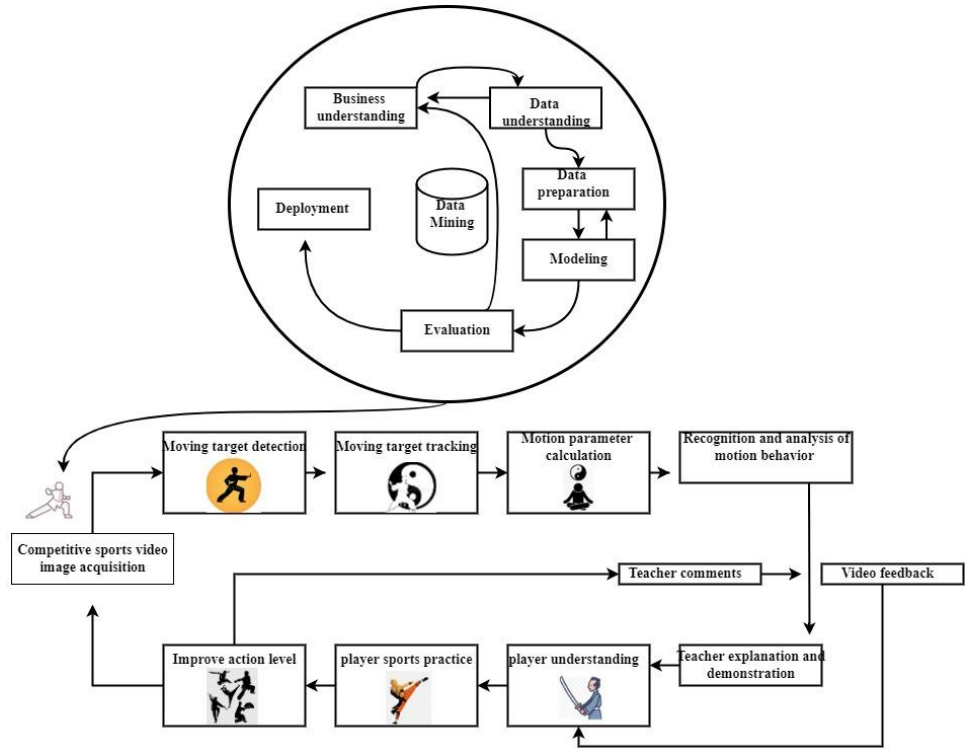 Business
understanding
Data
understanding
Data
preparation
Deployment
Data
Mining
Modeling
Evaluation
Moving target detection
Moving target tracking
Motion parameter
calculation
Recognition and analysis of
motion behavior
Competitive sports video
image acquisition
Teacher comments
Video feedback
Improve action level
player sports practice
player understanding
Teacher explanation and
demonstration